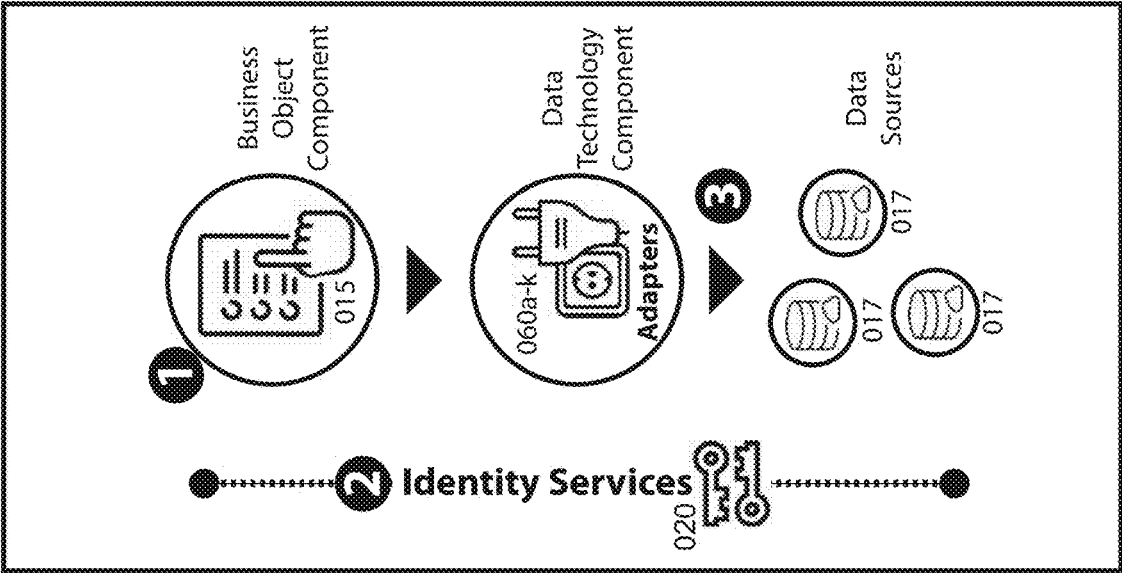 1
Business
Object
Component
015
Data
Technology
Component
060a-k
Adapters
3
Data
Sources
017
017
017
2 Identity Services
020